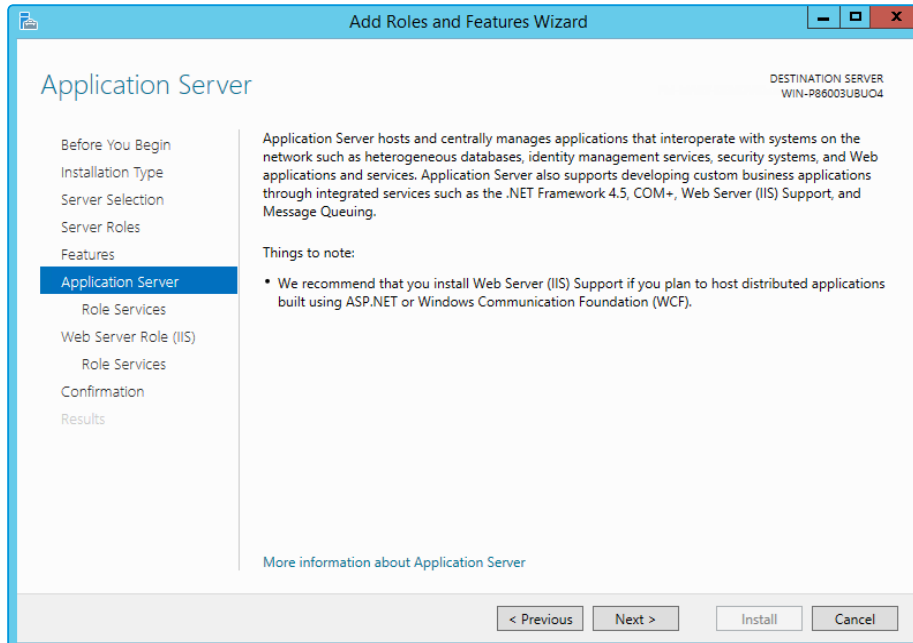 Add Roles and Features Wizard
Application Server
DESTINATION SERVER
WIN-P86003UBUO4
Before You Begin
Installation Type
Server Selection
Server Roles
Features
Application Server
Role Services
Web Server Role (IIS)
Role Services
Confirmation
Results
Application Server hosts and centrally manages applications that interoperate with systems on the
network such as heterogeneous databases, identity management services, security systems, and Web
applications and services. Application Server also supports developing custom business applications
through integrated services such as the .NET Framework 4.5, COM+, Web Server (IIS) Support, and
Message Queuing.
Things to note:
• We recommend that you install Web Server (IIS) Support if you plan to host distributed applications
built using ASP.NET or Windows Communication Foundation (WCF).
More information about Application Server
< Previous
Next >
Install
Cancel